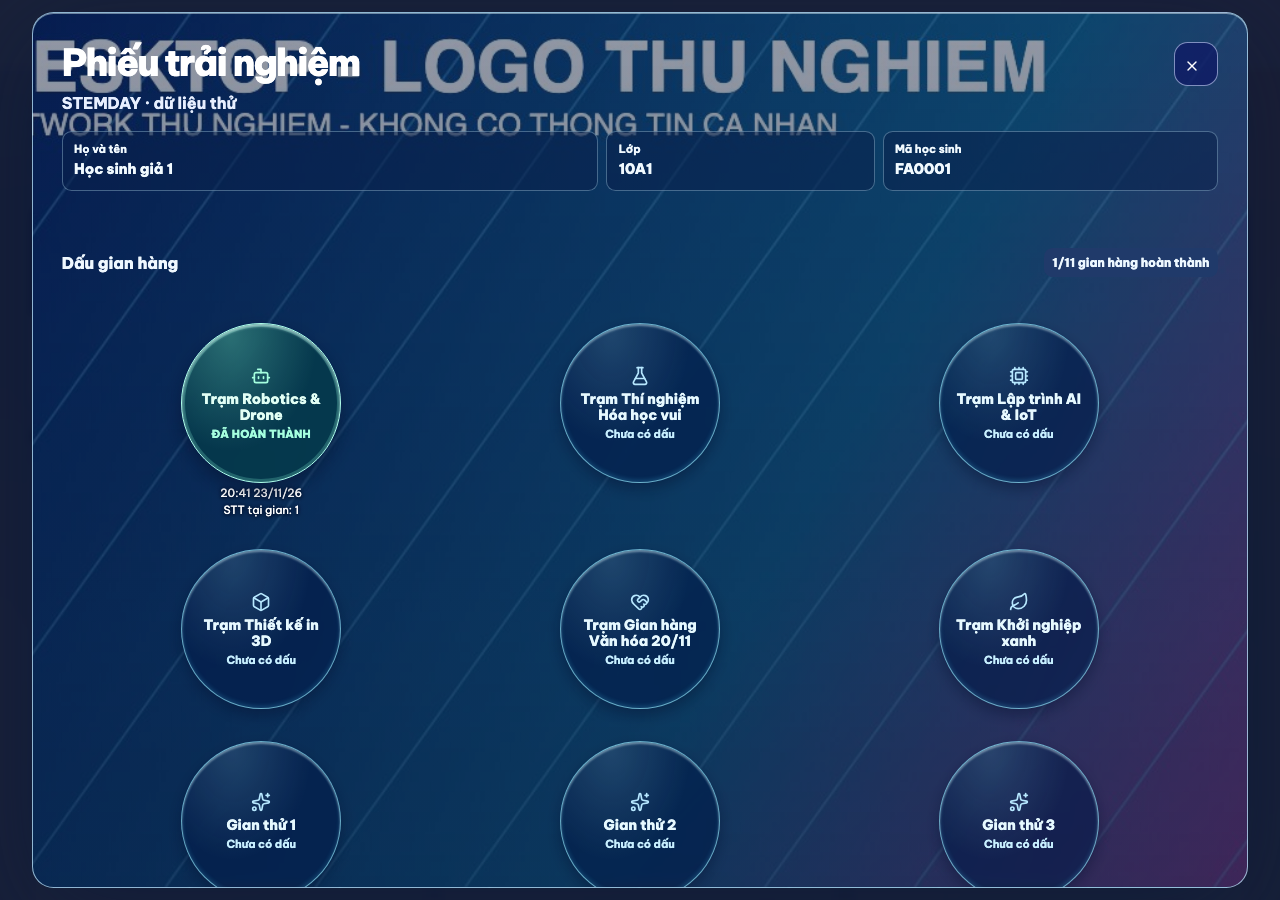 ESKTOP - LOGO THU NGHIEM
Phiếu trải nghiệm
STEMDAY · dữ liệu thử
TWORK THU NGHIEM - KHONG CO THONG TIN CA NHAN
Họ và tên
Học sinh giả 1
Lớp
10A1
Mã học sinh
FA0001
Dấu gian hàng
1/11 gian hàng hoàn thành
Trạm Robotics &
Drone
ĐÃ HOÀN THÀNH
20:41 23/11/26
STT tại gian: 1
Trạm Thí nghiệm
Hóa học vui
Chưa có dấu
Trạm Lập trình AI
& IoT
Chưa có dấu
Trạm Thiết kế in
3D
Chưa có dấu
Trạm Gian hàng
Văn hóa 20/11
Chưa có dấu
Trạm Khởi nghiệp
xanh
Chưa có dấu
Gian thử 1
Chưa có dấu
Gian thử 2
Chưa có dấu
Gian thử 3
Chưa có dấu